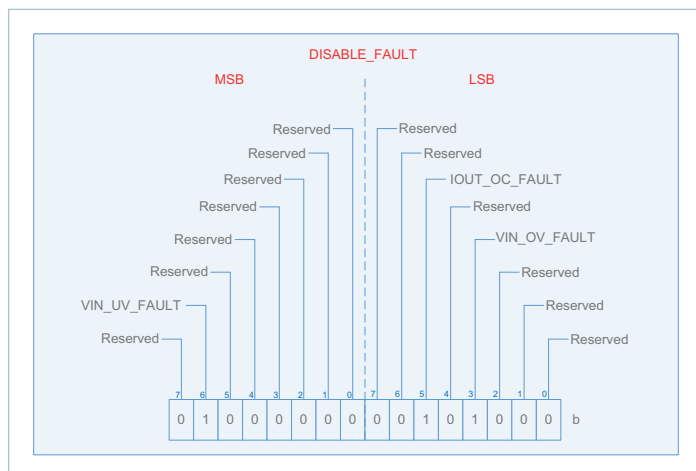 DISABLE_FAULT
MSB LSB
Reserved Reserved
Reserved Reserved
Reserved IOUT_OC_FAULT
Reserved Reserved
Reserved VIN_OV_FAULT
Reserved Reserved
VIN_UV_FAULT Reserved
Reserved Reserved
7 6 5 4 3 2 1 0 7 6 5 4 3 2 1 0
0 1 0 0 0 0 0 0 0 0 1 0 1 0 0 0 b